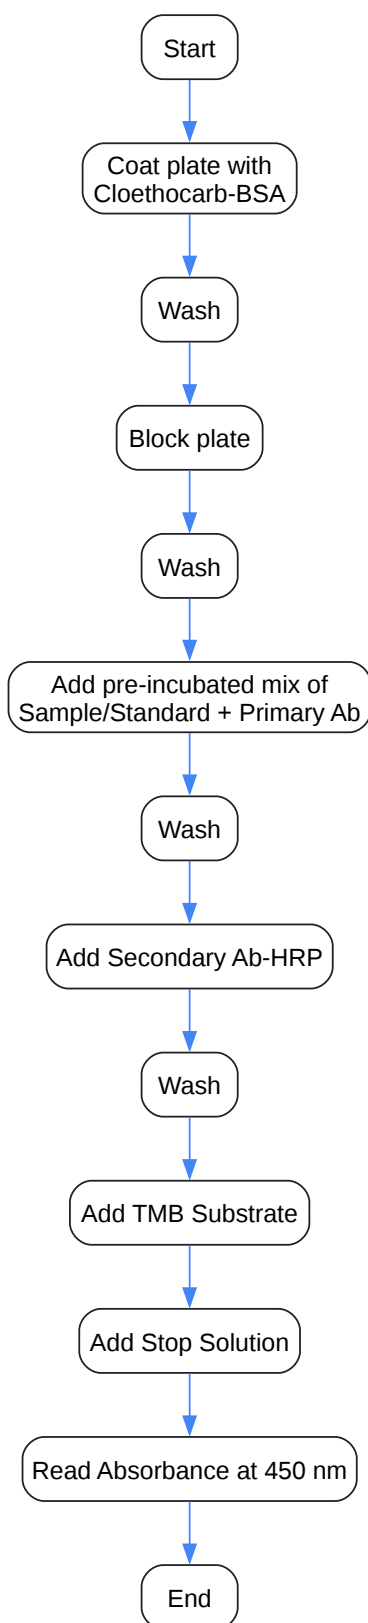 Start
Coat plate with
Cloethocarb-BSA
Wash
Block plate
Wash
Add pre-incubated mix of
Sample/Standard + Primary Ab
Wash
Add Secondary Ab-HRP
Wash
Add TMB Substrate
Add Stop Solution
Read Absorbance at 450 nm
End